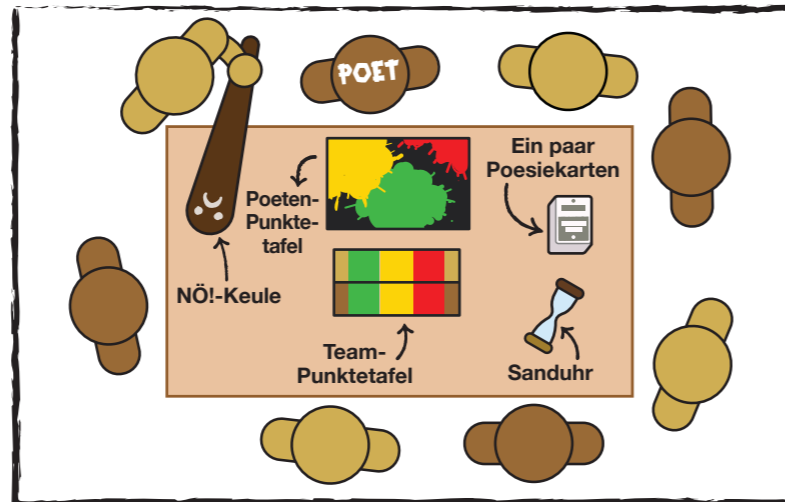 POET
Ein paar
Poesiekarten
Poeten-
Punkte-
tafel
NÖ!-Keule
Team-
Punktetafel
Sanduhr